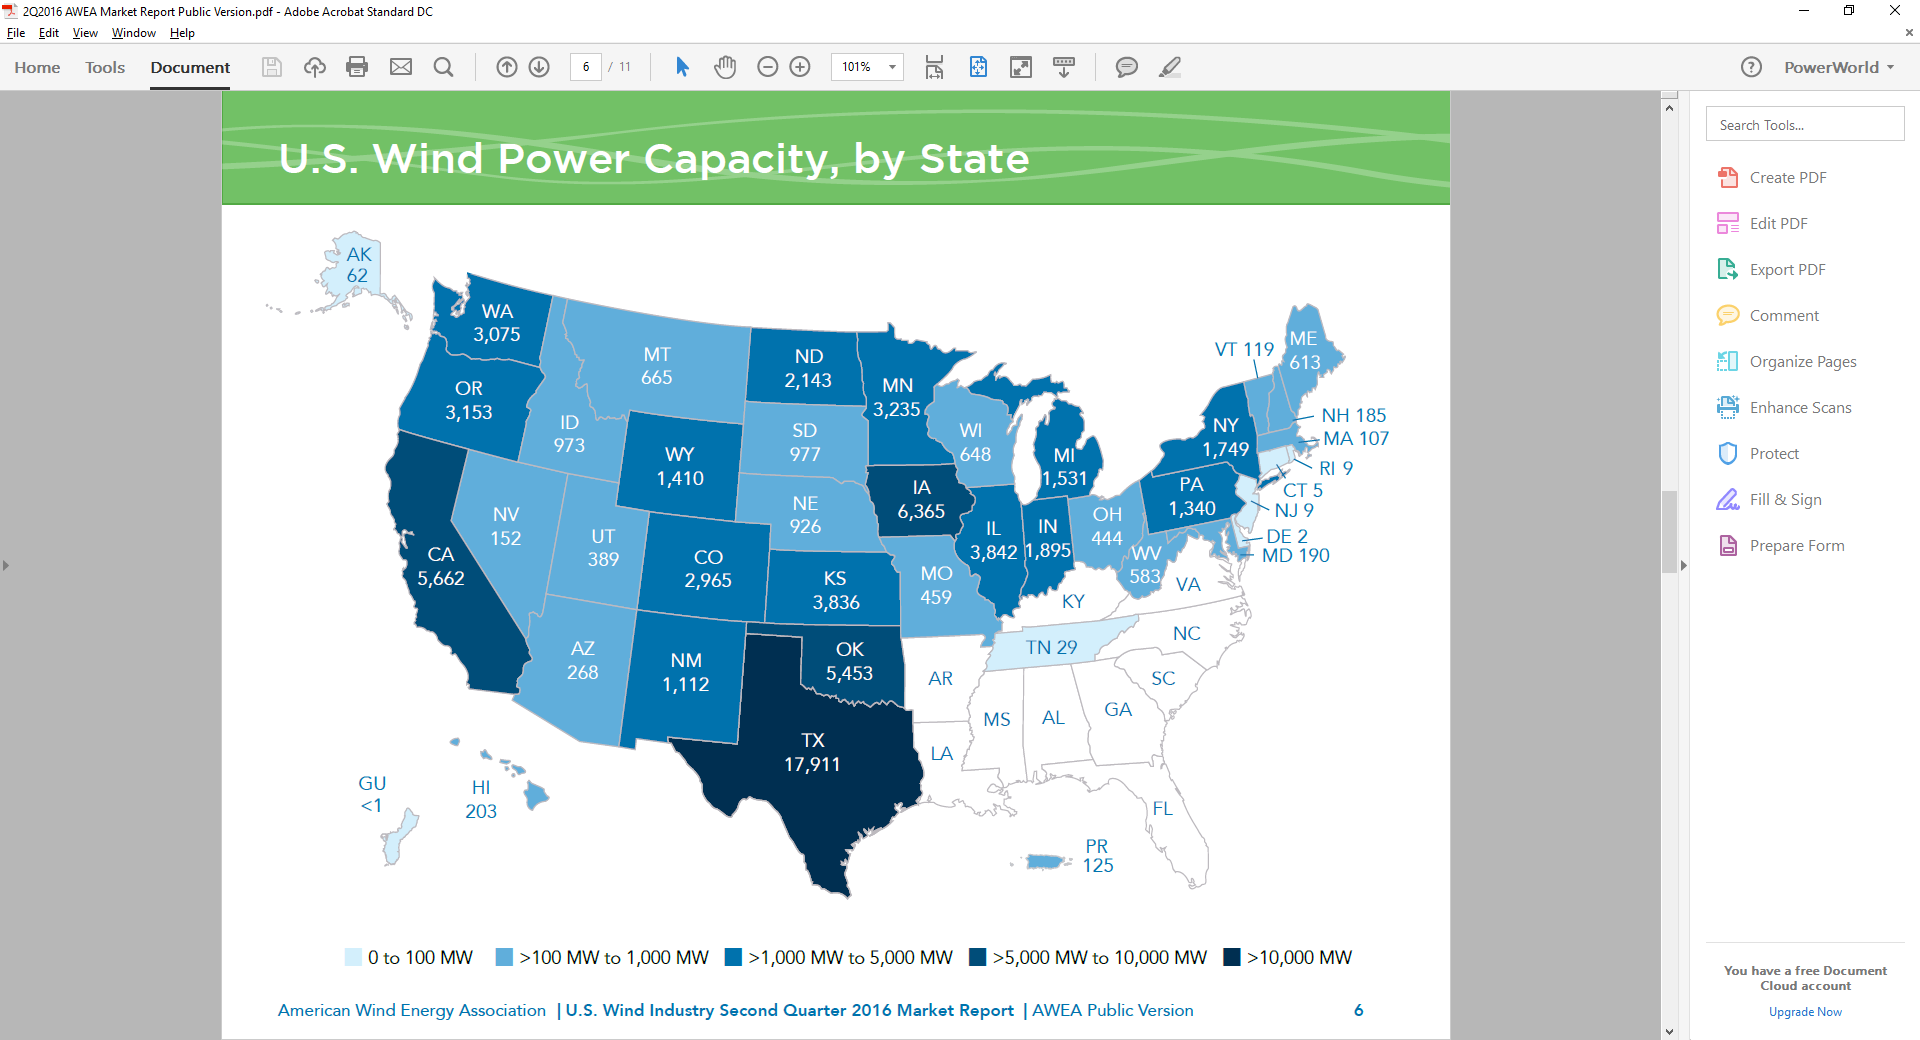 2Q2016 AWEA Market Report Public Version.pdf - Adobe Acrobat Standard DC
File Edit View Window Help
Home Tools Document 6 / 11 101% PowerWorld
U.S. Wind Power Capacity, by State
Search Tools...
Create PDF
Edit PDF
Export PDF
Comment
Organize Pages
Enhance Scans
Protect
Fill & Sign
Prepare Form
AK
62
WA
3,075
OR
3,153
CA
5,662
ID
973
NV
152
MT
665
WY
1,410
UT
389
AZ
268
CO
2,965
NM
1,112
ND
2,143
SD
977
NE
926
KS
3,836
OK
5,453
TX
17,911
MN
3,235
IA
6,365
MO
459
AR
LA
WI
648
IL
3,842
MI
1,531
IN
1,895
OH
444
WV
583
KY
TN 29
MS
AL
GA
FL
SC
NC
VA
PA
1,340
NY
1,749
VT 119
ME
613
NH 185
MA 107
RI 9
CT 5
NJ 9
DE 2
MD 190
GU
<1
HI
203
PR
125
0 to 100 MW >100 MW to 1,000 MW >1,000 MW to 5,000 MW >5,000 MW to 10,000 MW >10,000 MW
American Wind Energy Association | U.S. Wind Industry Second Quarter 2016 Market Report | AWEA Public Version 6
You have a free Document
Cloud account
Upgrade Now